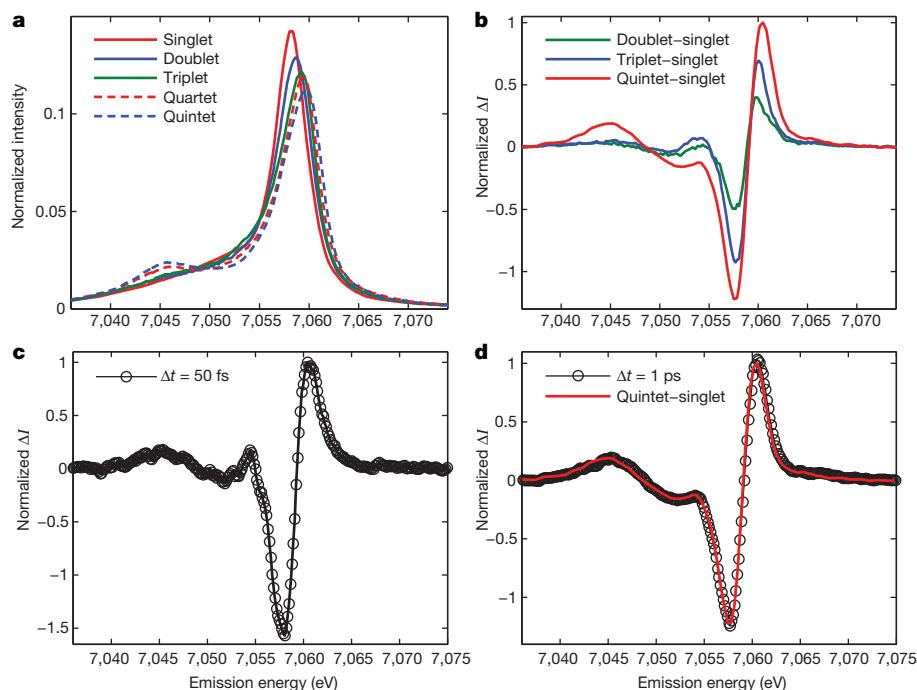 a
Singlet
Doublet
Triplet
Quartet
Quintet
0.1
0.05
0
Normalized intensity
7,040 7,045 7,050 7,055 7,060 7,065 7,070
b
Doublet–singlet
Triplet–singlet
Quintet–singlet
1
0.5
0
−0.5
−1
Normalized ΔI
7,040 7,045 7,050 7,055 7,060 7,065 7,070
c
Δt = 50 fs
1
0.5
0
−0.5
−1
−1.5
Normalized ΔI
7,040 7,045 7,050 7,055 7,060 7,065 7,070 7,075
Emission energy (eV)
d
Δt = 1 ps
Quintet–singlet
1
0.5
0
−0.5
−1
Normalized ΔI
7,040 7,045 7,050 7,055 7,060 7,065 7,070 7,075
Emission energy (eV)